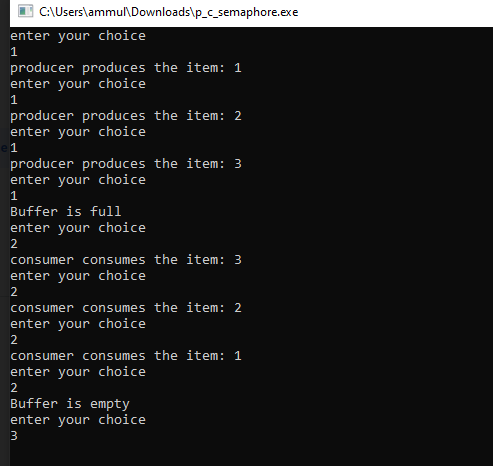 C:\Users\ammul\Downloads\p_c_semaphore.exe
enter your choice
1
producer produces the item: 1
enter your choice
1
producer produces the item: 2
enter your choice
1
producer produces the item: 3
enter your choice
1
Buffer is full
enter your choice
2
consumer consumes the item: 3
enter your choice
2
consumer consumes the item: 2
enter your choice
2
consumer consumes the item: 1
enter your choice
2
Buffer is empty
enter your choice
3